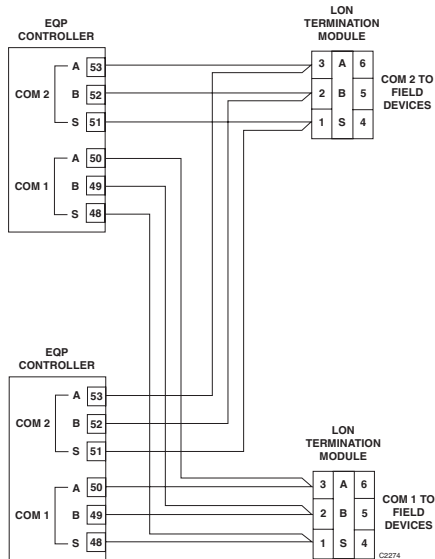 EQP
CONTROLLER
COM 2
A 53
B 52
S 51
COM 1
A 50
B 49
S 48
LON
TERMINATION
MODULE
3 A 6
2 B 5
1 S 4
COM 2 TO
FIELD
DEVICES
EQP
CONTROLLER
COM 2
A 53
B 52
S 51
COM 1
A 50
B 49
S 48
LON
TERMINATION
MODULE
3 A 6
2 B 5
1 S 4
COM 1 TO
FIELD
DEVICES
C2274